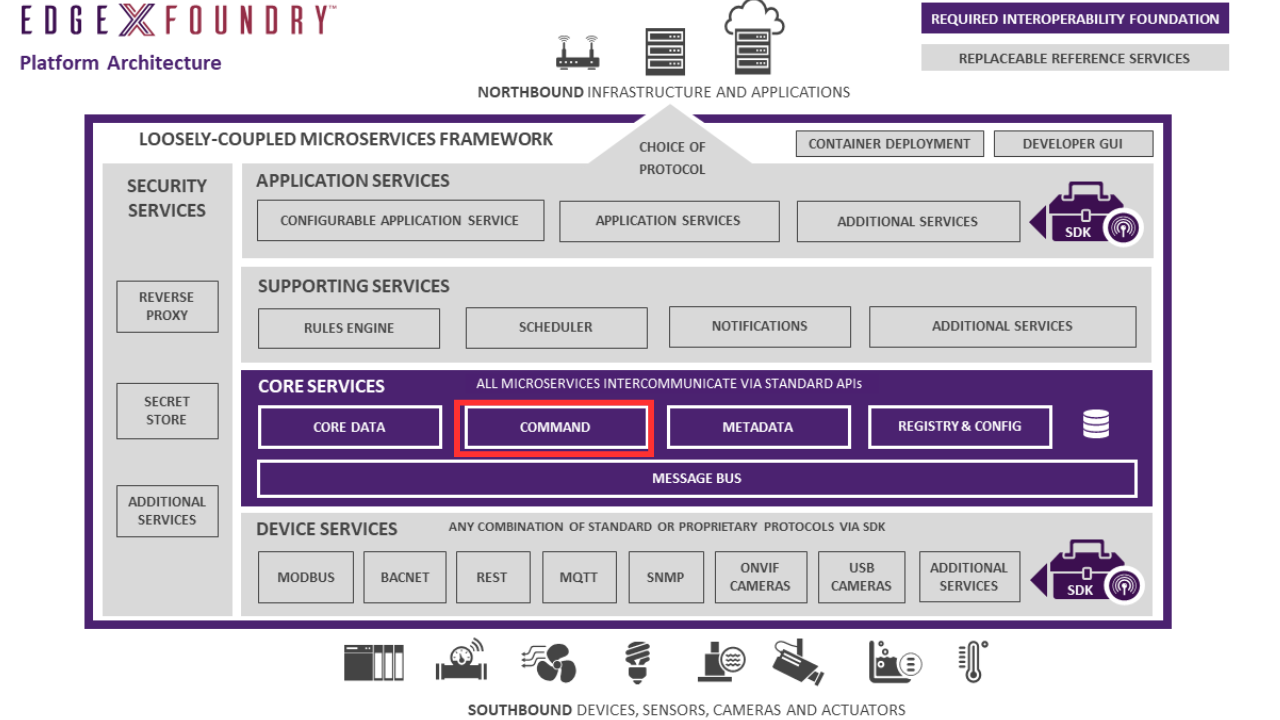 EDGE X FOUNDRY™
Platform Architecture
REQUIRED INTEROPERABILITY FOUNDATION
REPLACEABLE REFERENCE SERVICES
NORTHBOUND INFRASTRUCTURE AND APPLICATIONS
LOOSELY-COUPLED MICROSERVICES FRAMEWORK
CHOICE OF
PROTOCOL
CONTAINER DEPLOYMENT
DEVELOPER GUI
SECURITY
SERVICES
REVERSE
PROXY
SECRET
STORE
ADDITIONAL
SERVICES
APPLICATION SERVICES
CONFIGURABLE APPLICATION SERVICE
APPLICATION SERVICES
ADDITIONAL SERVICES
SDK
SUPPORTING SERVICES
RULES ENGINE
SCHEDULER
NOTIFICATIONS
ADDITIONAL SERVICES
CORE SERVICES
ALL MICROSERVICES INTERCOMMUNICATE VIA STANDARD APIs
CORE DATA
COMMAND
METADATA
REGISTRY & CONFIG
MESSAGE BUS
DEVICE SERVICES
ANY COMBINATION OF STANDARD OR PROPRIETARY PROTOCOLS VIA SDK
MODBUS
BACNET
REST
MQTT
SNMP
ONVIF
CAMERAS
USB
CAMERAS
ADDITIONAL
SERVICES
SDK
SOUTHBOUND DEVICES, SENSORS, CAMERAS AND ACTUATORS